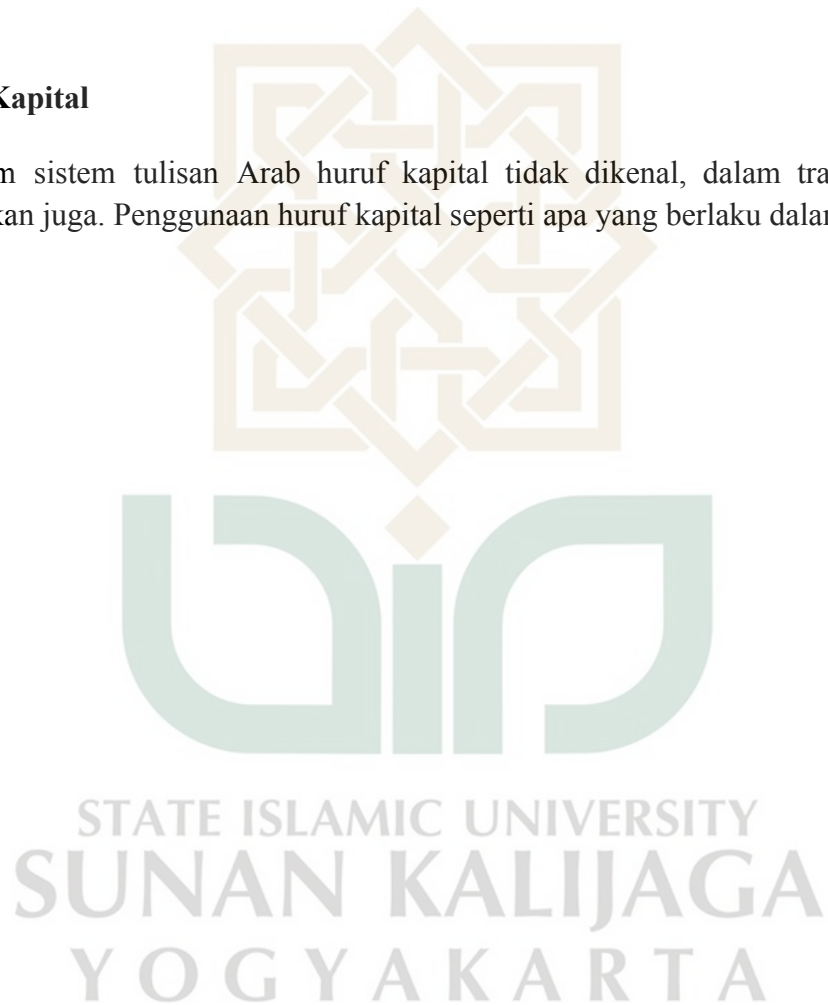 Kapital
m sistem tulisan Arab huruf kapital tidak dikenal, dalam tra
kan juga. Penggunaan huruf kapital seperti apa yang berlaku dalam
STATE ISLAMIC UNIVERSITY
SUNAN KALIJAGA
YOGYAKARTA